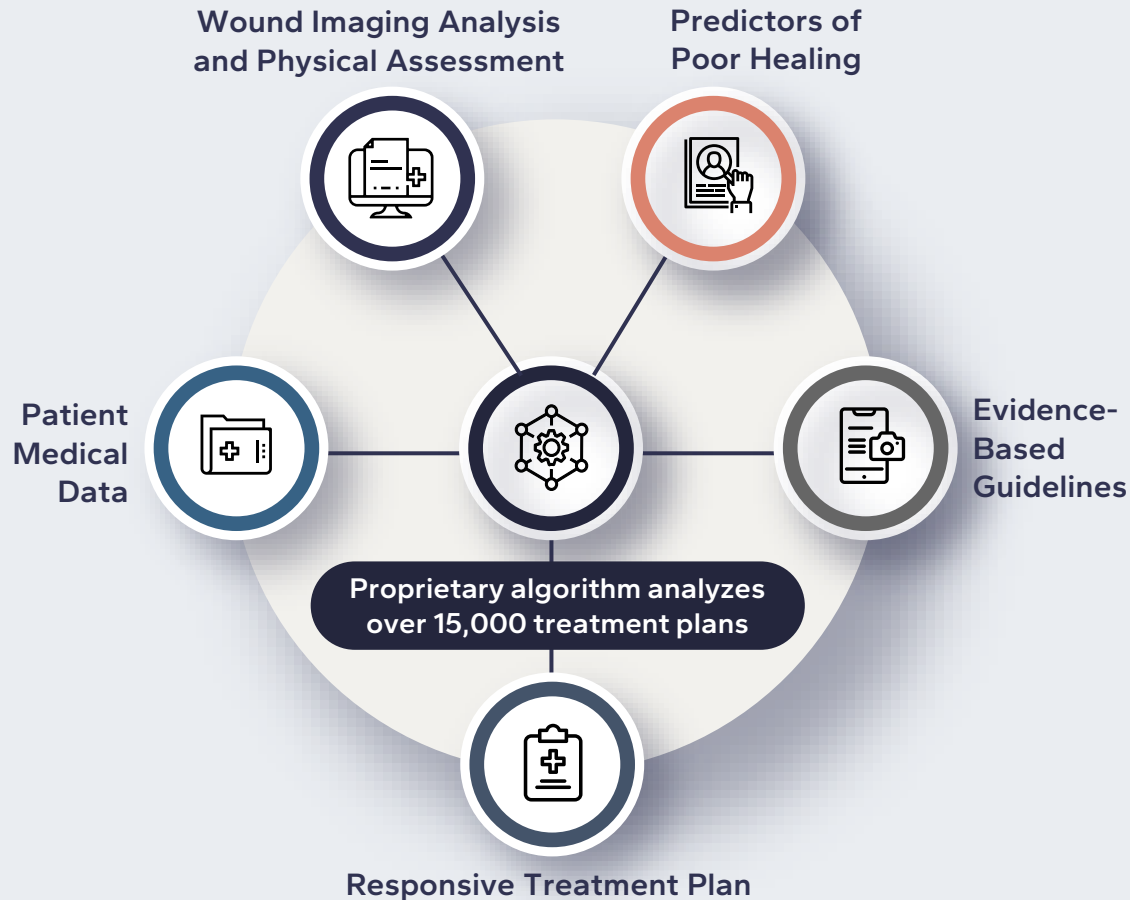 Wound Imaging Analysis
and Physical Assessment
Predictors of
Poor Healing
Patient
Medical
Data
Evidence-
Based
Guidelines
Proprietary algorithm analyzes
over 15,000 treatment plans
Responsive Treatment Plan